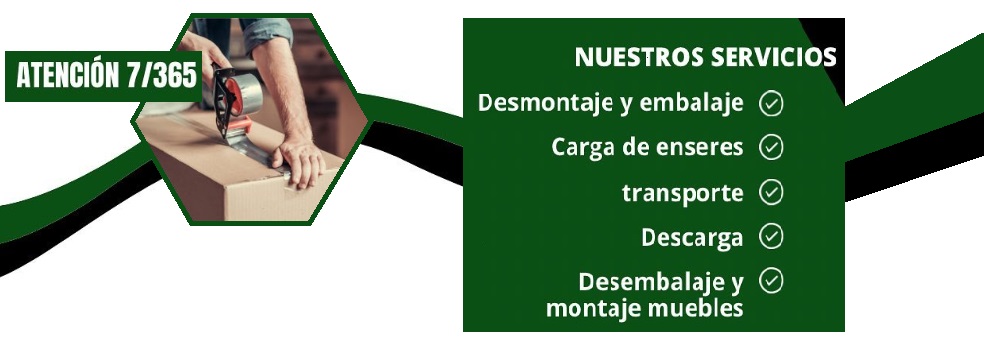 ATENCIÓN 7/365
NUESTROS SERVICIOS
Desmontaje y embalaje
Carga de enseres
transporte
Descarga
Desembalaje y
montaje muebles